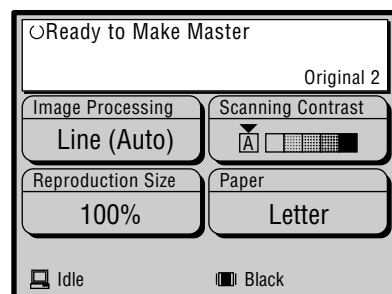 Ready to Make Master
Original 2
Image Processing
Line (Auto)
Scanning Contrast
A
Reproduction Size
100%
Paper
Letter
Idle
Black